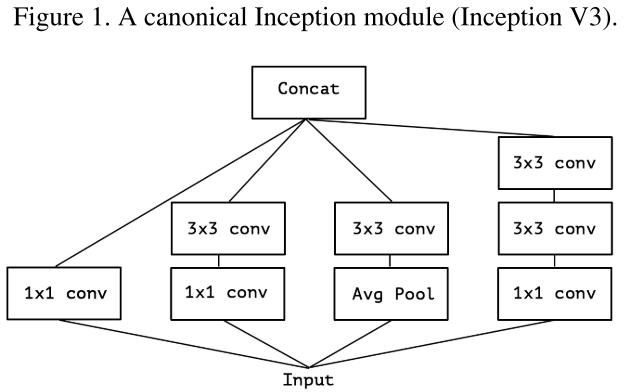 Figure 1. A canonical Inception module (Inception V3).
Concat
3x3 conv
3x3 conv
3x3 conv
3x3 conv
1x1 conv
1x1 conv
Avg Pool
1x1 conv
Input